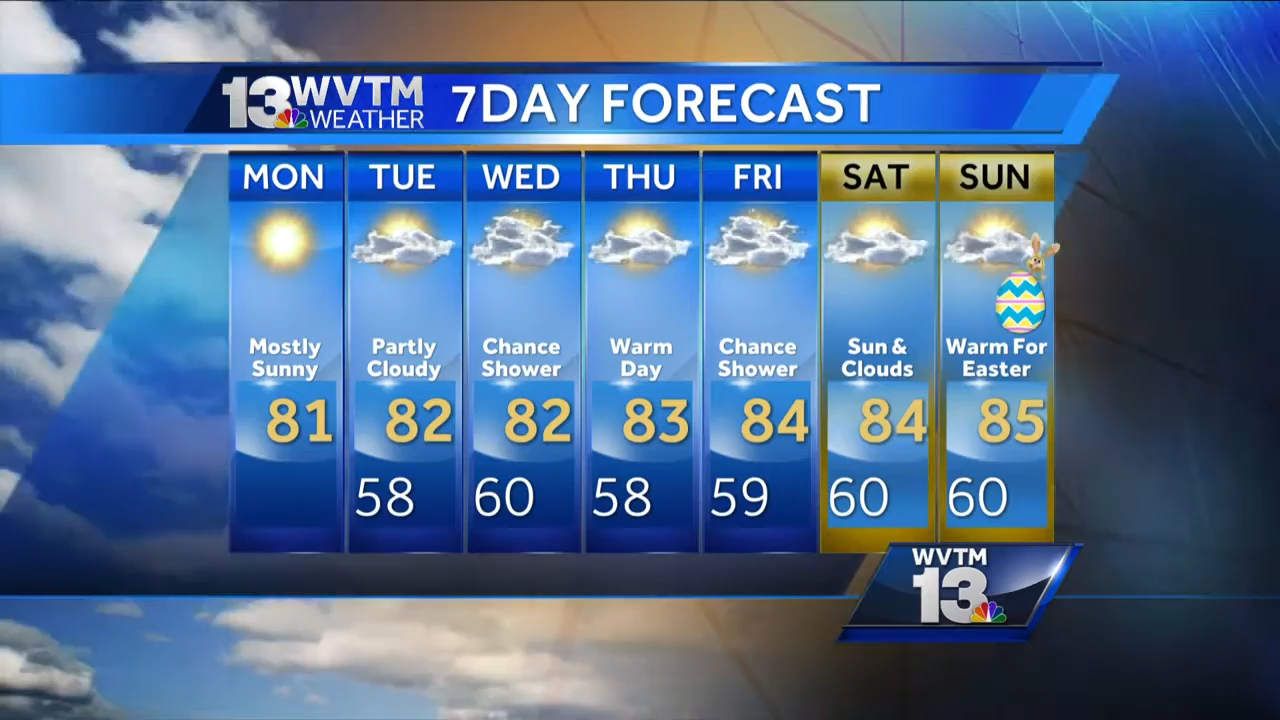 13 WVTM
WEATHER
7DAY FORECAST
MON TUE WED THU FRI SAT SUN
Mostly Partly Chance Warm Chance Sun & Warm For
Sunny Cloudy Shower Day Shower Clouds Easter
81 82 82 83 84 84 85
58 60 58 59 60 60
WVTM
13